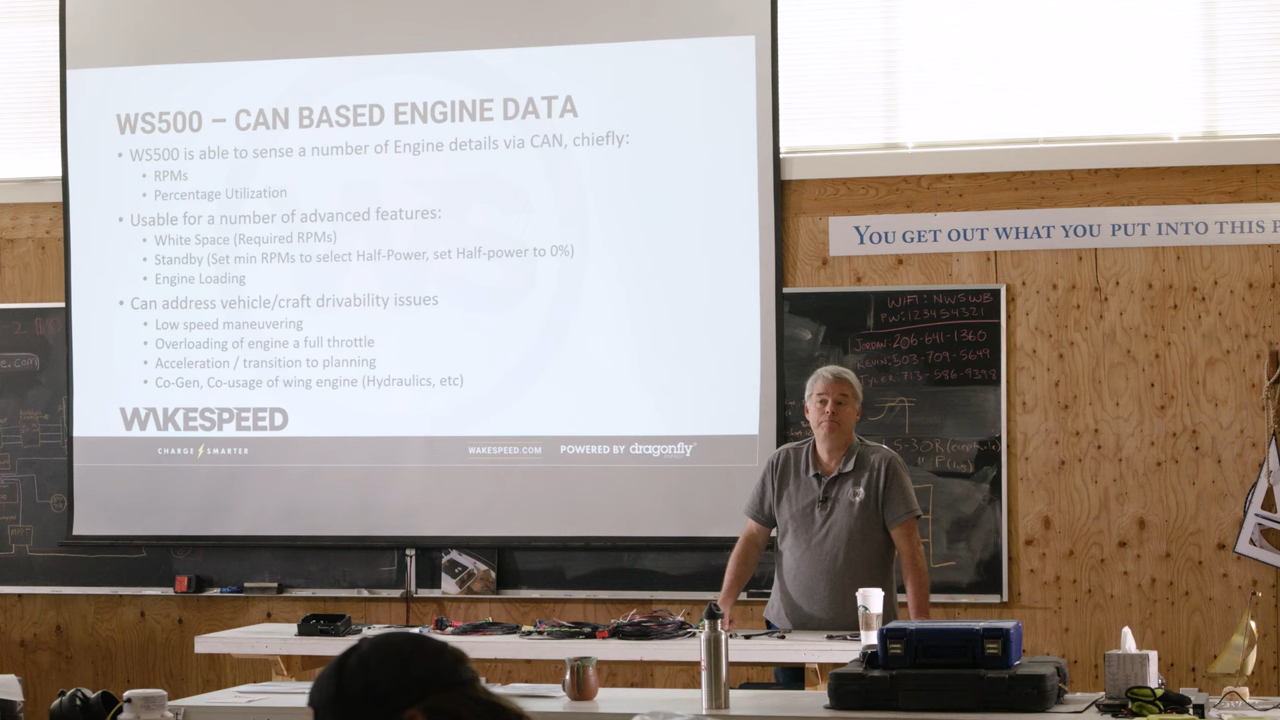 WS500 – CAN BASED ENGINE DATA
• WS500 is able to sense a number of Engine details via CAN, chiefly:
• RPMs
• Percentage Utilization
• Usable for a number of advanced features:
• White Space (Required RPMs)
• Standby (Set min RPMs to select Half-Power, set Half-power to 0%)
• Engine Loading
• Can address vehicle/craft drivability issues
• Low speed maneuvering
• Overloading of engine a full throttle
• Acceleration / transition to planning
• Co-Gen, Co-usage of wing engine (Hydraulics, etc)
WAKESPEED
CHARGE SMARTER
WAKESPEED.COM
POWERED BY dragonfly
YOU GET OUT WHAT YOU PUT INTO THIS P
WIFI: NWSWB
PW:123454321
JORDAN: 206-641-1360
KEVIN: 503-709-5649
TYLER: 713-586-9398